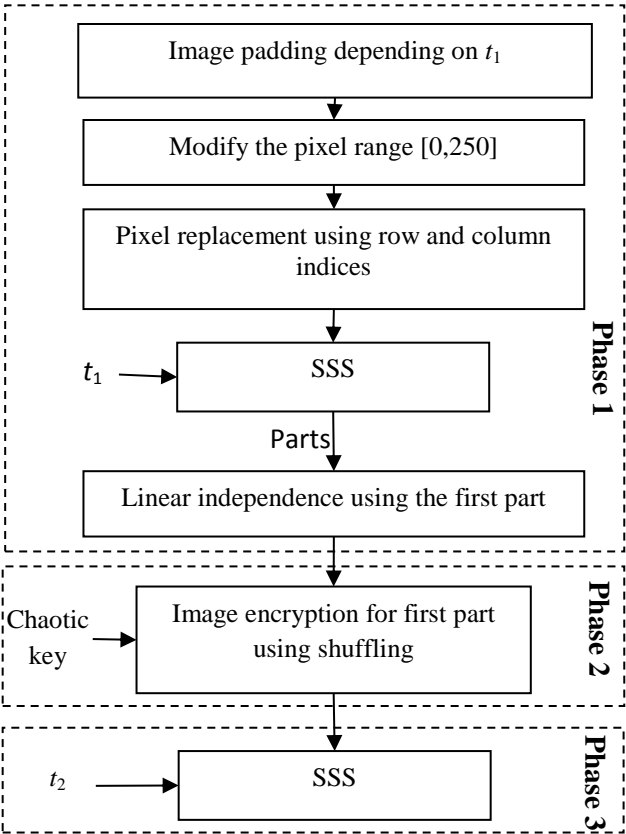 Image padding depending on t₁
Modify the pixel range [0,250]
Pixel replacement using row and column
indices
t₁
SSS
Parts
Linear independence using the first part
Phase 1
Chaotic
key
Image encryption for first part
using shuffling
Phase 2
t₂
SSS
Phase 3